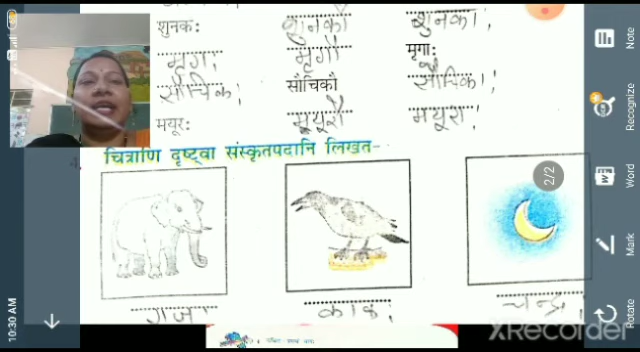 शुनकः शुनकौ शुनकाः
मृगः मृगौ मृगाः
सौचिकः सौचिकौ सौचिकाः
मयूरः मयूरौ मयूराः
4. चित्राणि दृष्ट्वा संस्कृतपदानि लिखत-
गजः काकः चन्द्रः
2/2
Note
Recognize
Word
Mark
Rotate
10:30 AM
XRecorder